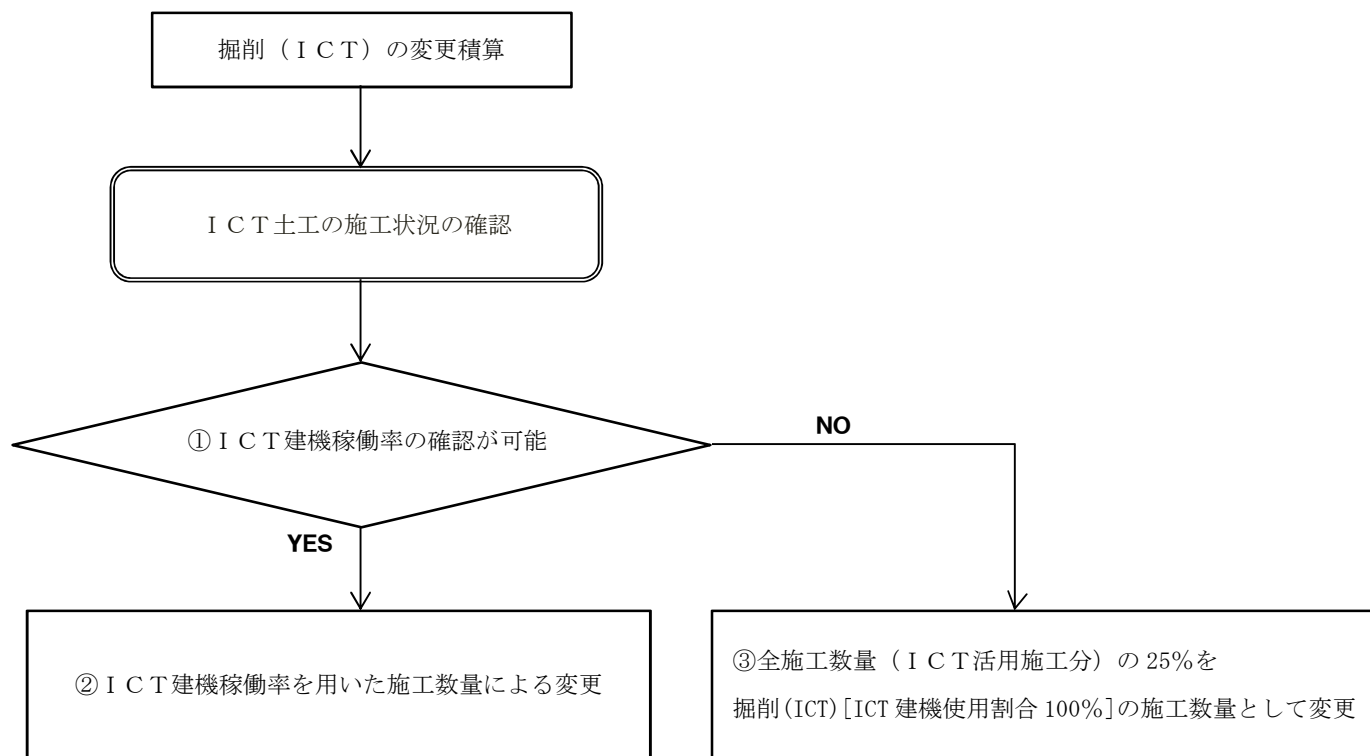 掘削（ＩＣＴ）の変更積算
ＩＣＴ土工の施工状況の確認
①ＩＣＴ建機稼働率の確認が可能
NO
YES
②ＩＣＴ建機稼働率を用いた施工数量による変更
③全施工数量（ＩＣＴ活用施工分）の 25％を
掘削(ICT)[ICT 建機使用割合 100％]の施工数量として変更